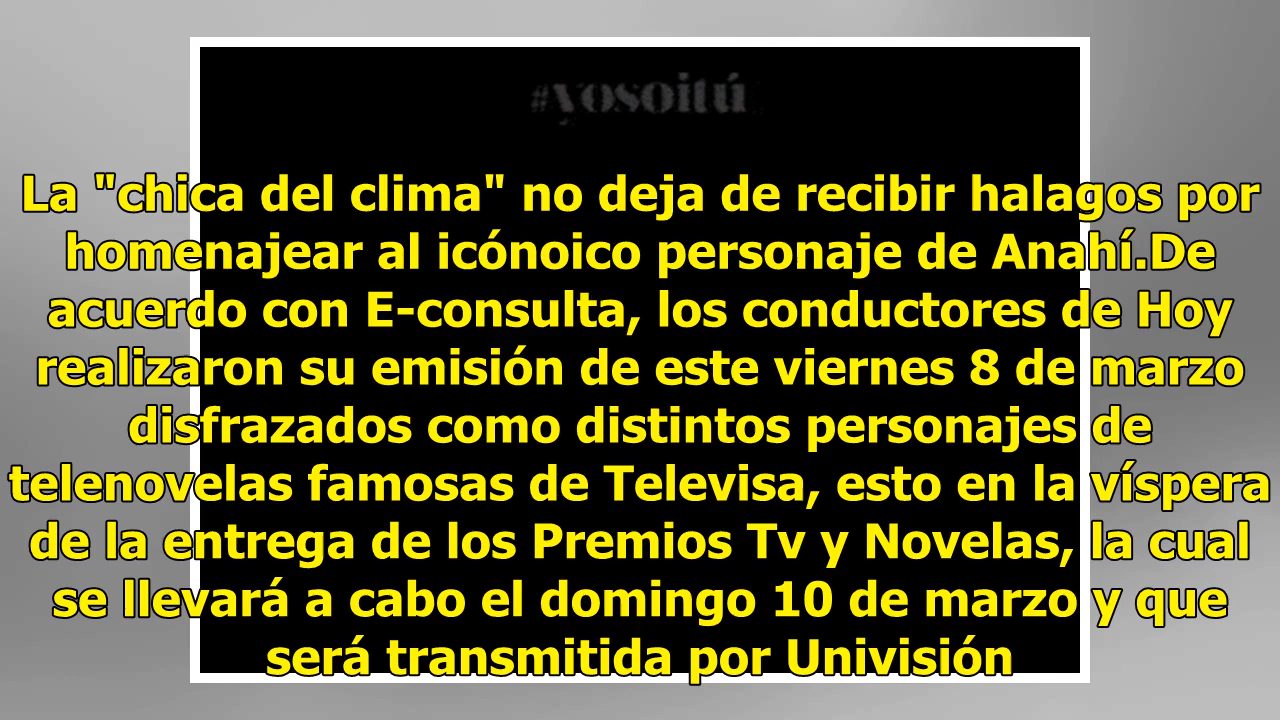 #yosoitú
La "chica del clima" no deja de recibir halagos por
homenajear al icónoico personaje de Anahí.De
acuerdo con E-consulta, los conductores de Hoy
realizaron su emisión de este viernes 8 de marzo
disfrazados como distintos personajes de
telenovelas famosas de Televisa, esto en la víspera
de la entrega de los Premios Tv y Novelas, la cual
se llevará a cabo el domingo 10 de marzo y que
será transmitida por Univisión